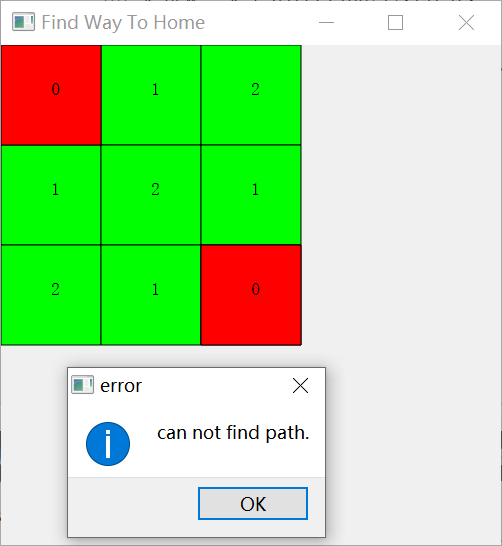 Find Way To Home
0 1 2
1 2 1
2 1 0
error
can not find path.
OK